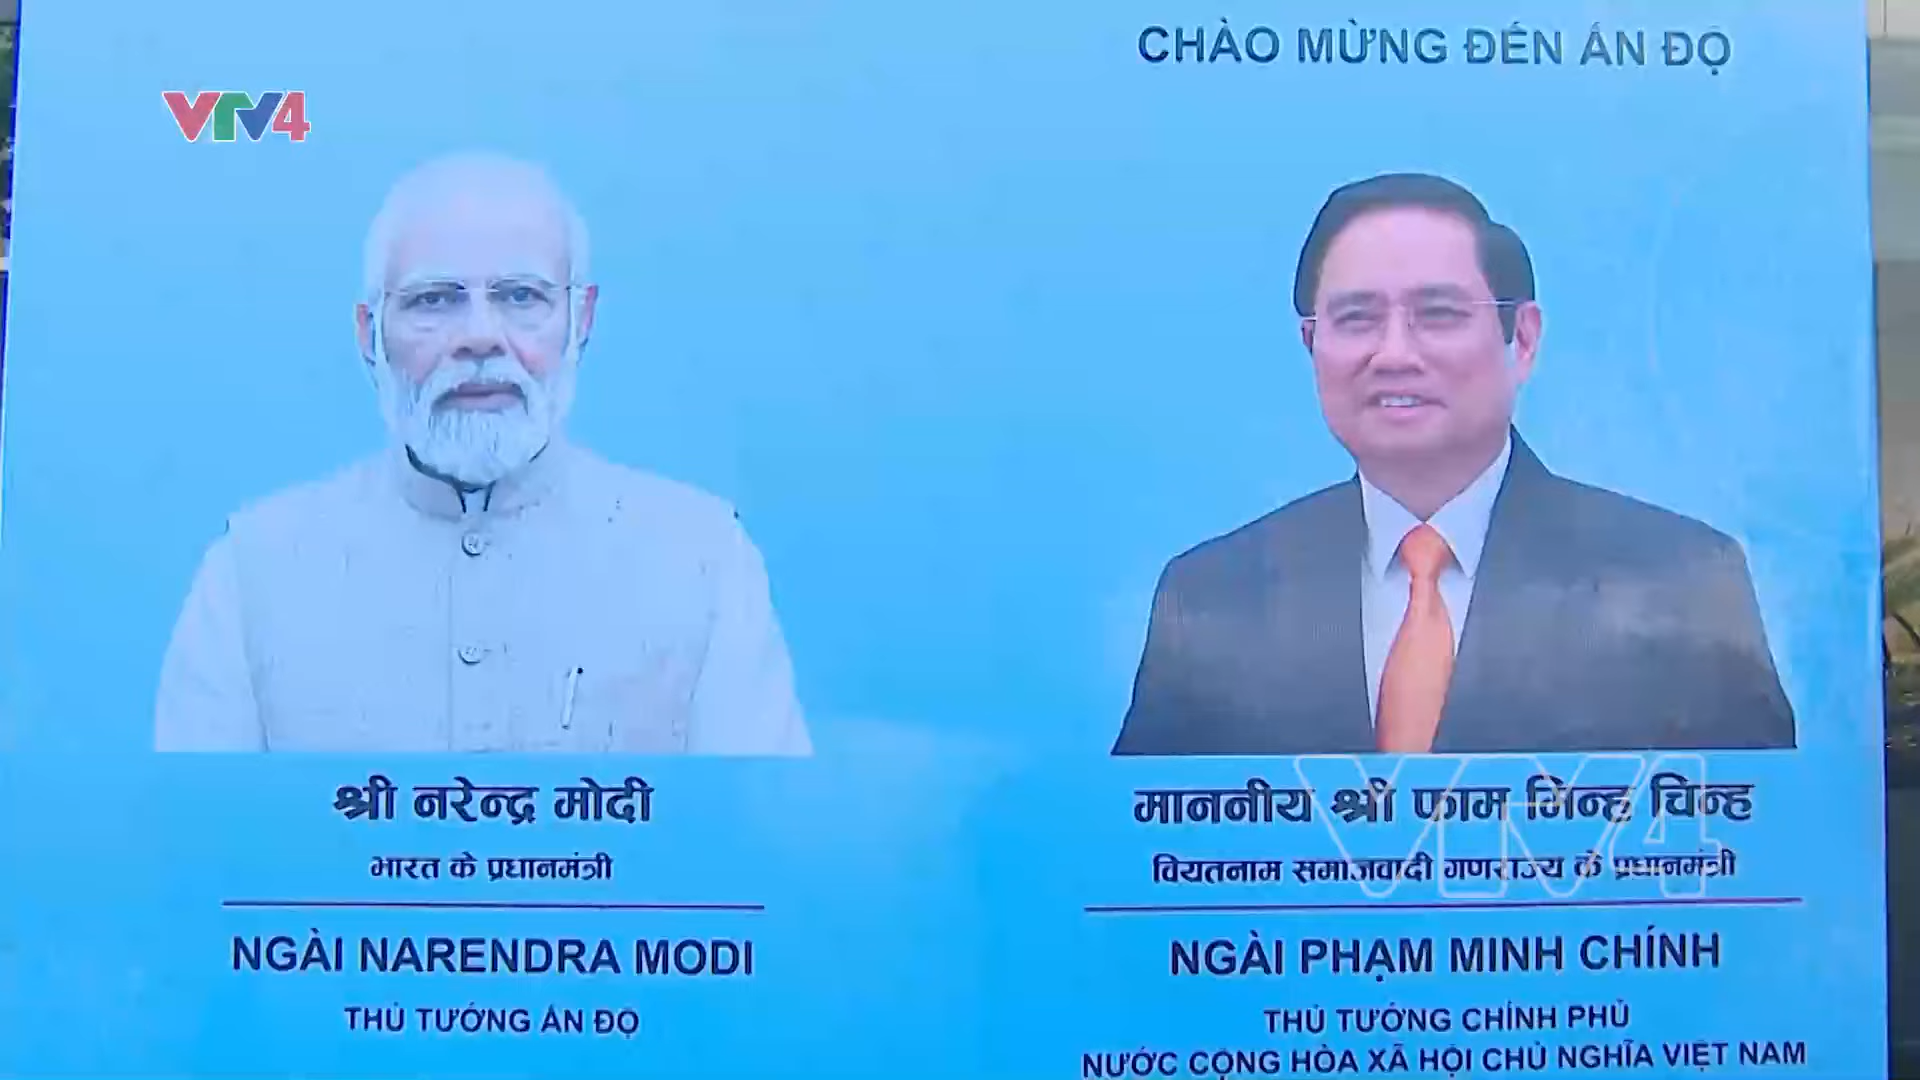 CHÀO MỪNG ĐẾN ẤN ĐỘ
VTV4
श्री नरेन्द्र मोदी
भारत के प्रधानमंत्री
NGÀI NARENDRA MODI
THỦ TƯỚNG ẤN ĐỘ
माननीय श्री फाम मिन्ह चिन्ह
वियतनाम समाजवादी गणराज्य के प्रधानमंत्री
VTV4
NGÀI PHẠM MINH CHÍNH
THỦ TƯỚNG CHÍNH PHỦ
NƯỚC CỘNG HÒA XÃ HỘI CHỦ NGHĨA VIỆT NAM